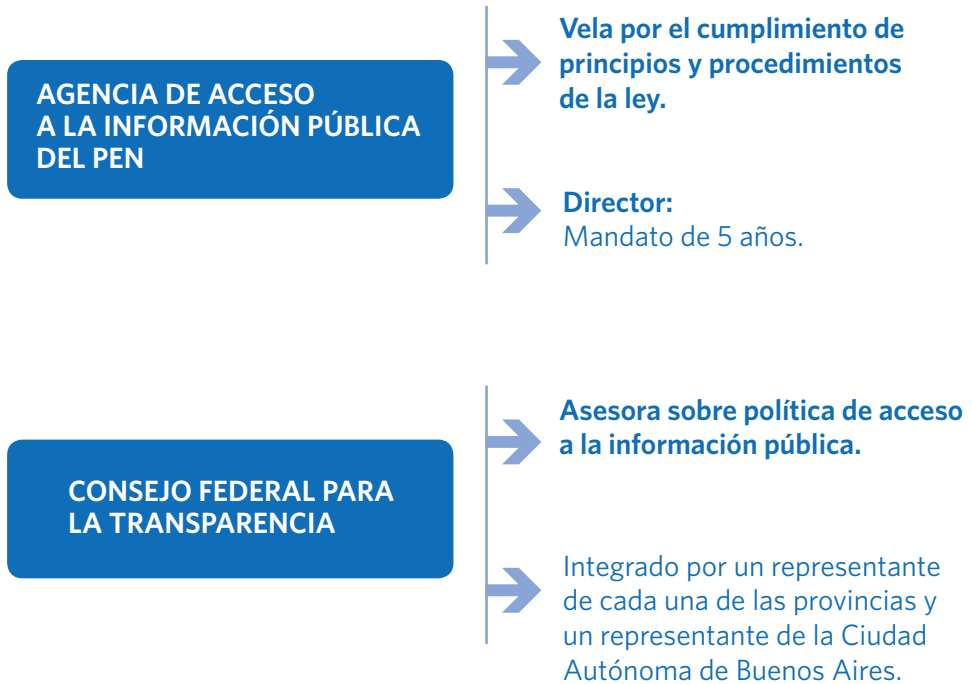 AGENCIA DE ACCESO
A LA INFORMACIÓN PÚBLICA
DEL PEN
Vela por el cumplimiento de
principios y procedimientos
de la ley.
Director:
Mandato de 5 años.
CONSEJO FEDERAL PARA
LA TRANSPARENCIA
Asesora sobre política de acceso
a la información pública.
Integrado por un representante
de cada una de las provincias y
un representante de la Ciudad
Autónoma de Buenos Aires.